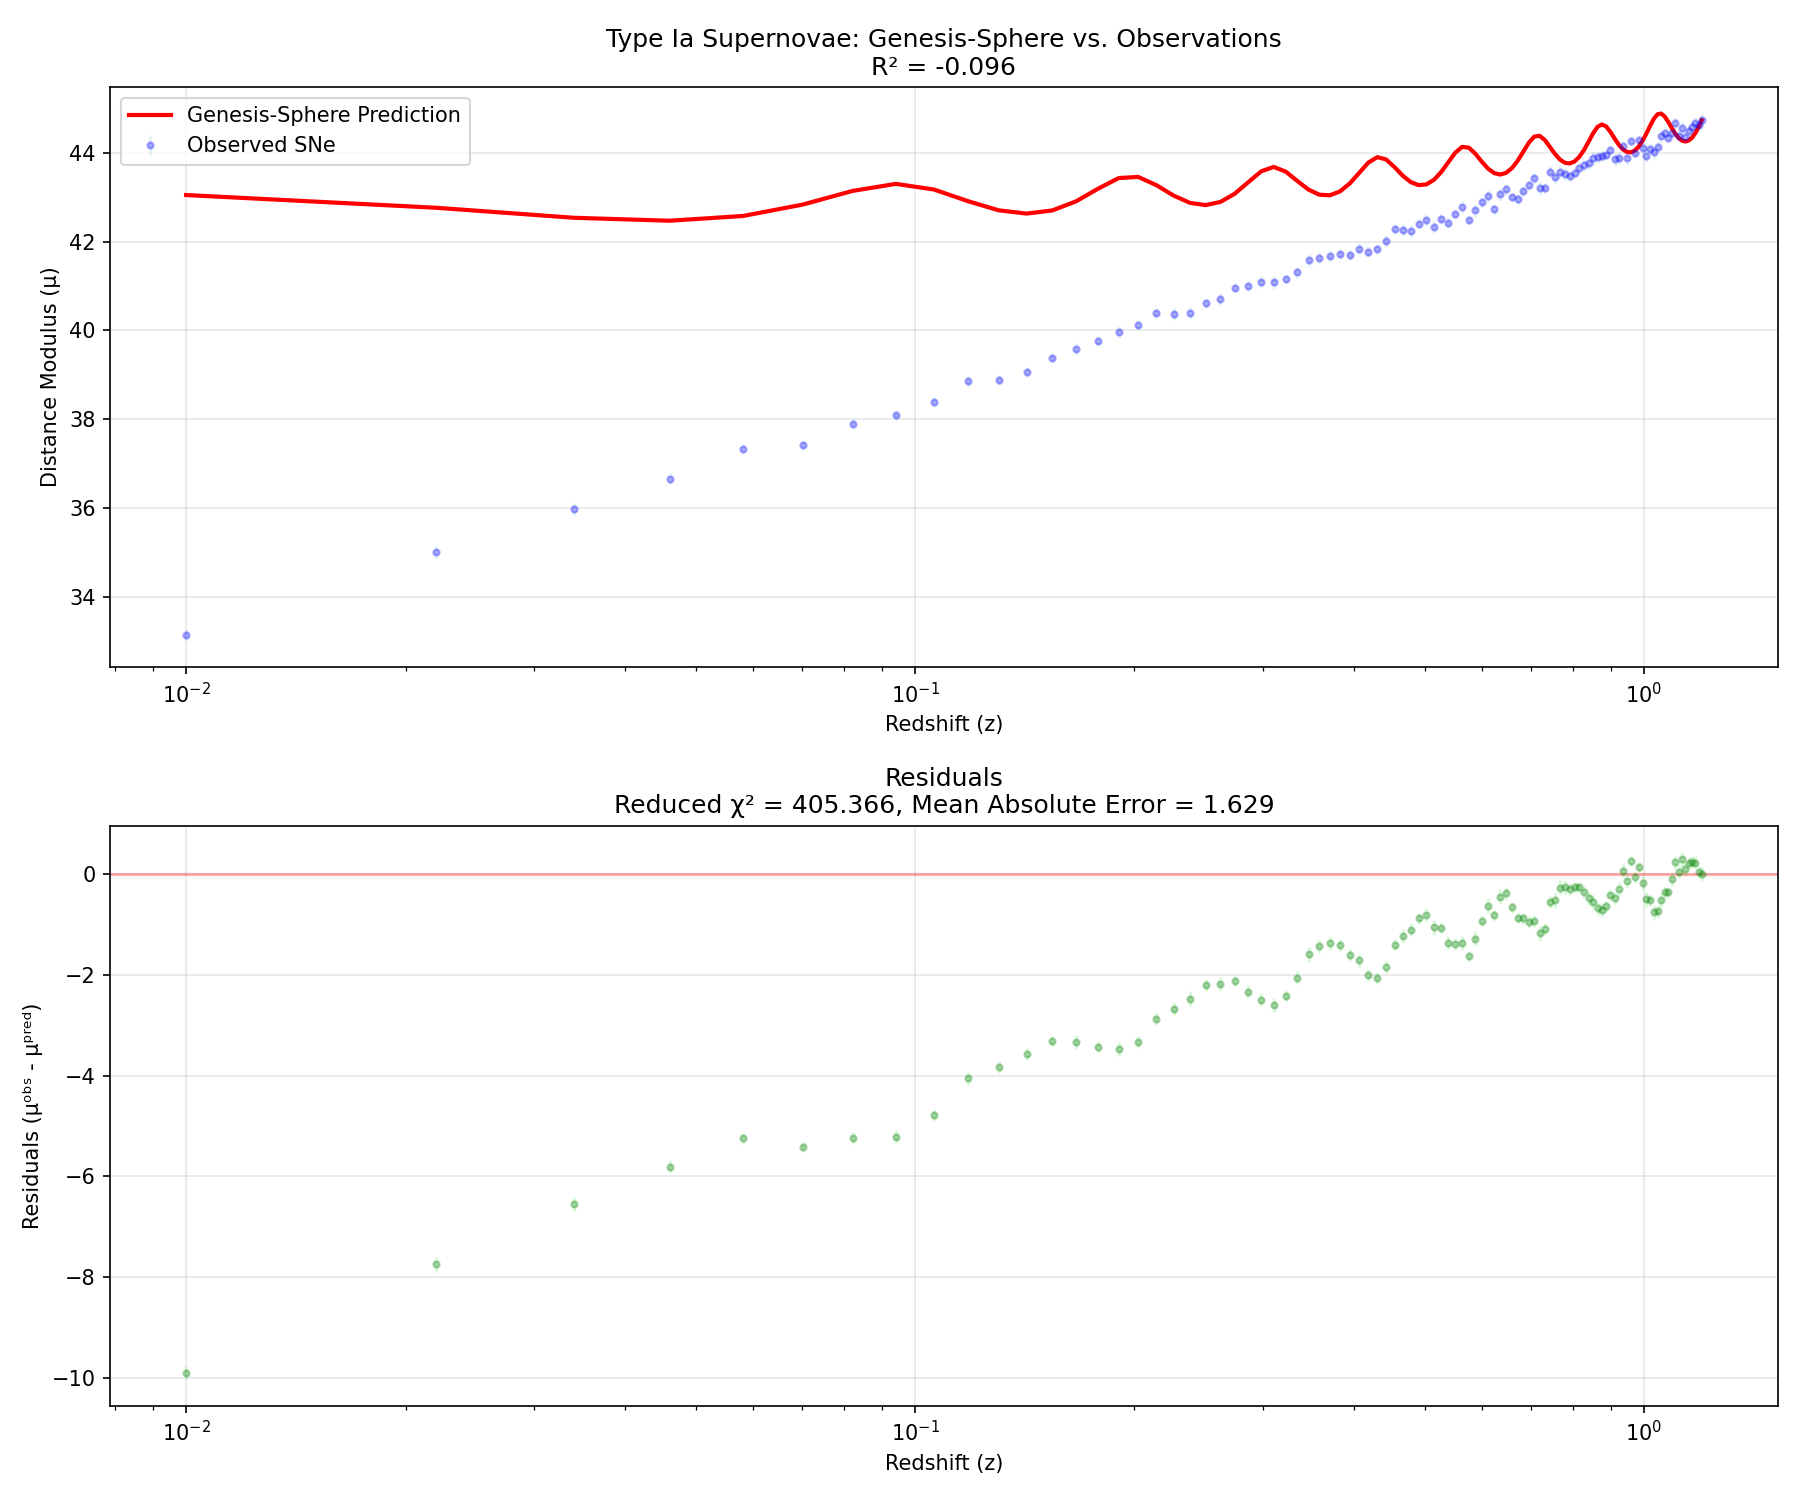 Type Ia Supernovae: Genesis-Sphere vs. Observations
R² = -0.096
Genesis-Sphere Prediction
Observed SNe
Distance Modulus (μ)
44
42
40
38
36
34
10⁻²
10⁻¹
10⁰
Redshift (z)
Residuals
Reduced χ² = 405.366, Mean Absolute Error = 1.629
Residuals (μᵒᵇˢ - μᵖʳᵉᵈ)
0
−2
−4
−6
−8
−10
10⁻²
10⁻¹
10⁰
Redshift (z)